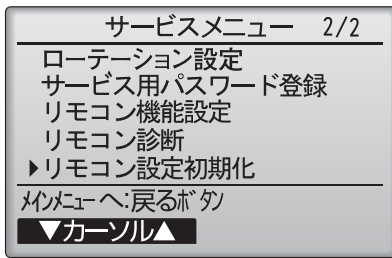 サービスメニュー 2/2
ローテーション設定
サービス用パスワード登録
リモコン機能設定
リモコン診断
▶リモコン設定初期化
メインメニューへ:戻るボタン
▼カーソル▲